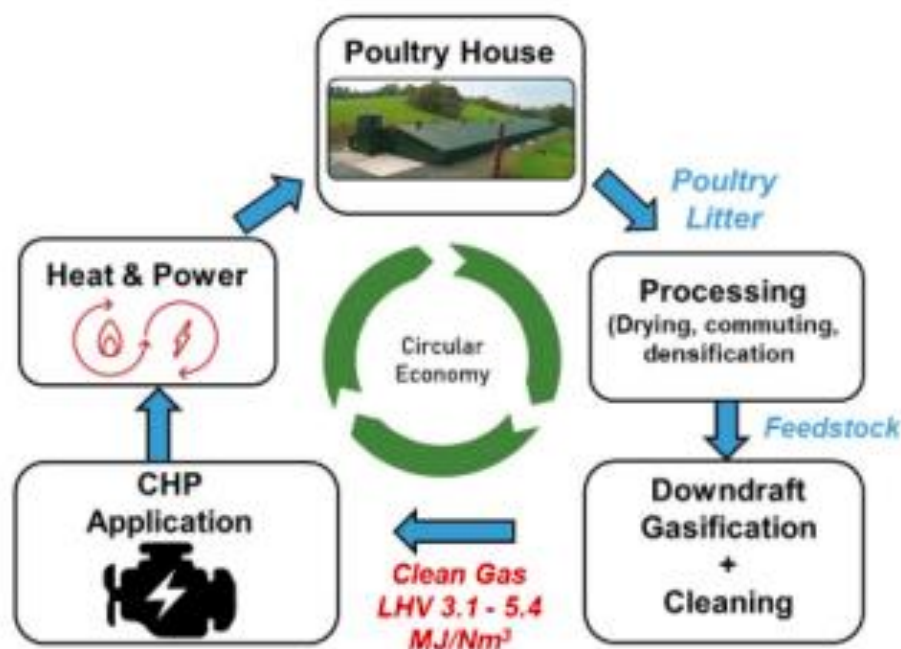 Poultry House
Poultry
Litter
Processing
(Drying, commuting,
densification
Feedstock
Downdraft
Gasification
+
Cleaning
Clean Gas
LHV 3.1 - 5.4
MJ/Nm³
CHP
Application
Heat & Power
Circular
Economy